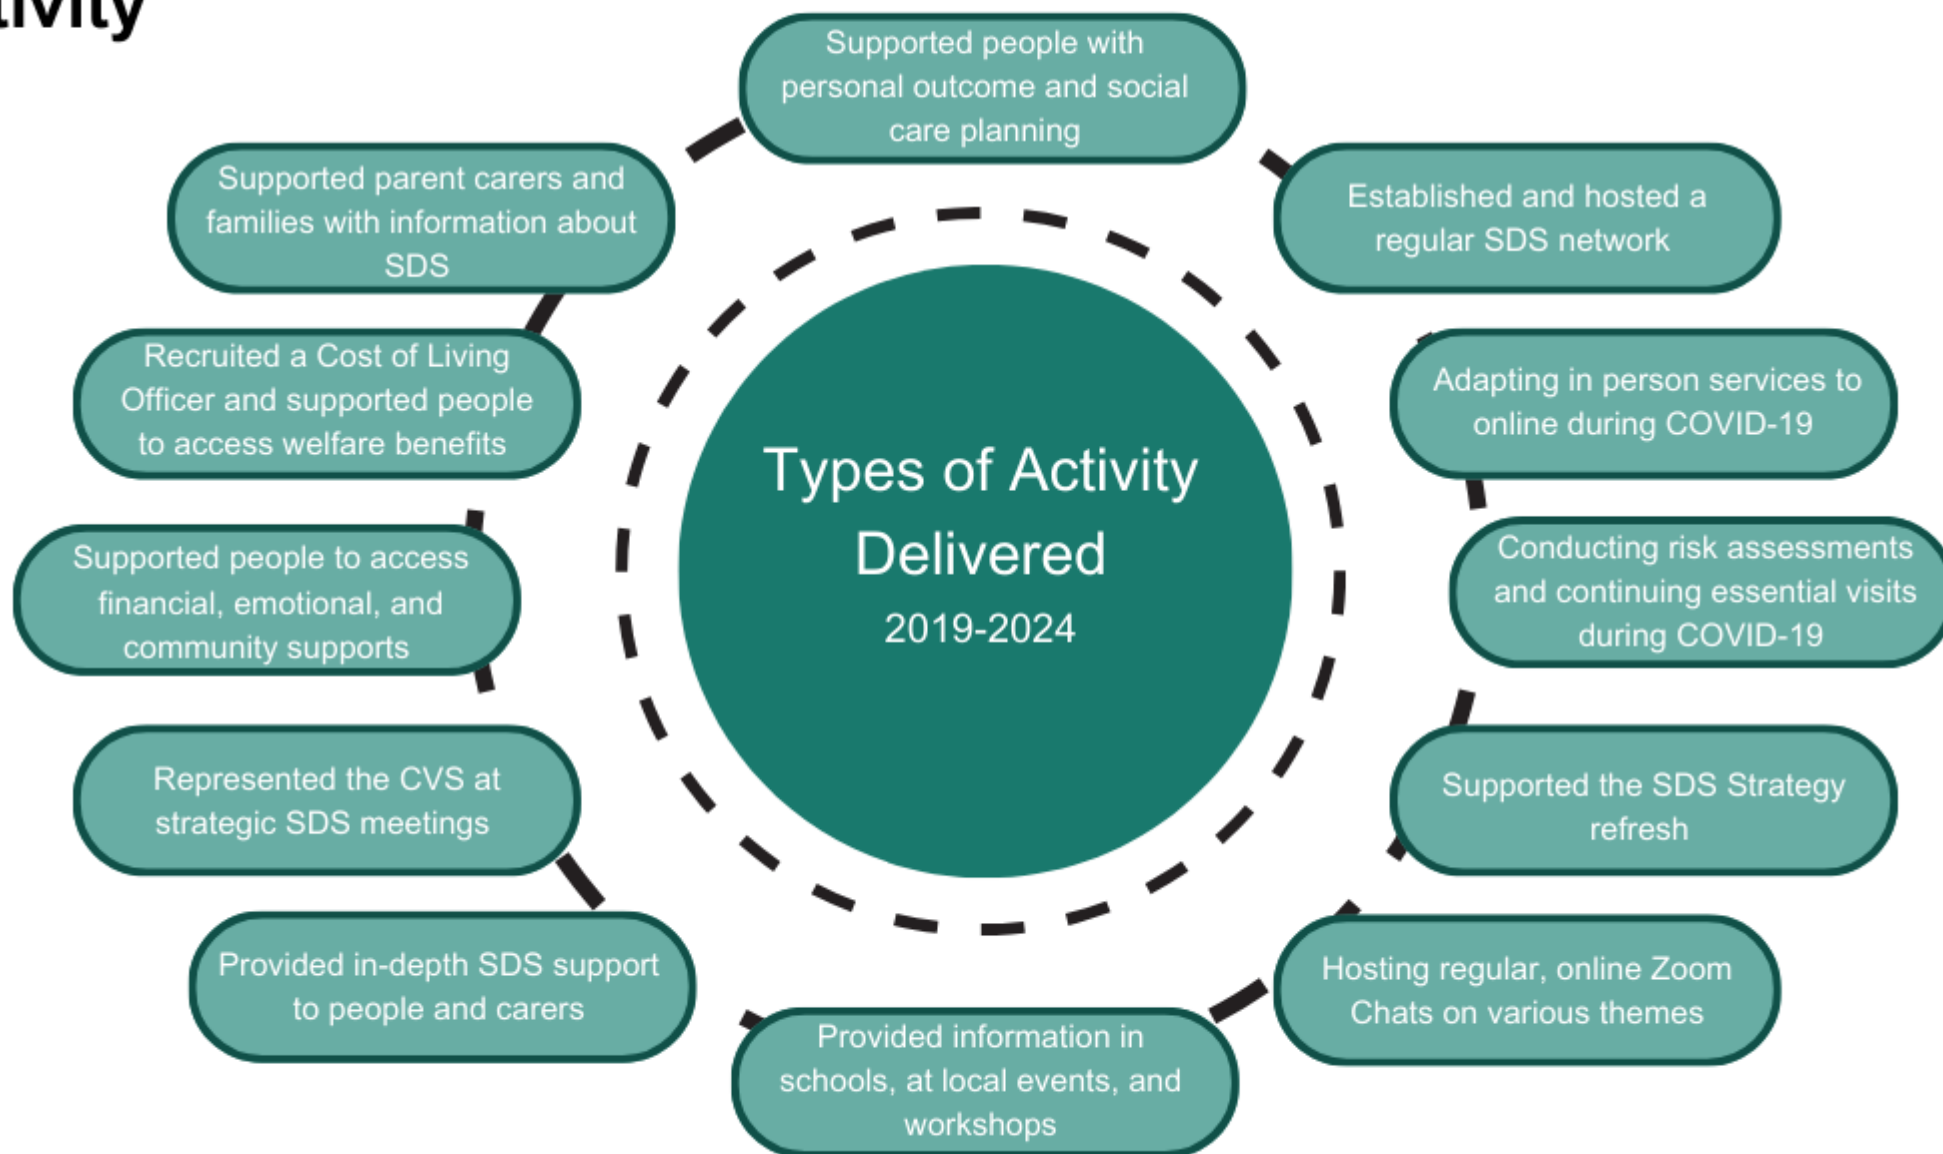 Supported people with
personal outcome and social
care planning
Established and hosted a
regular SDS network
Adapting in person services to
online during COVID-19
Conducting risk assessments
and continuing essential visits
during COVID-19
Supported the SDS Strategy
refresh
Hosting regular, online Zoom
Chats on various themes
Provided information in
schools, at local events, and
workshops
Provided in-depth SDS support
to people and carers
Represented the CVS at
strategic SDS meetings
Supported people to access
financial, emotional, and
community supports
Recruited a Cost of Living
Officer and supported people
to access welfare benefits
Supported parent carers and
families with information about
SDS
Types of Activity
Delivered
2019-2024